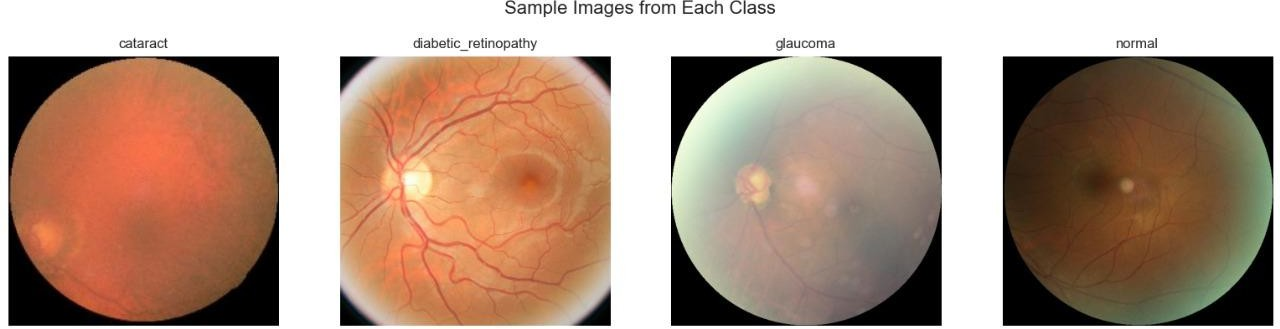 Sample Images from Each Class
cataract
diabetic_retinopathy
glaucoma
normal